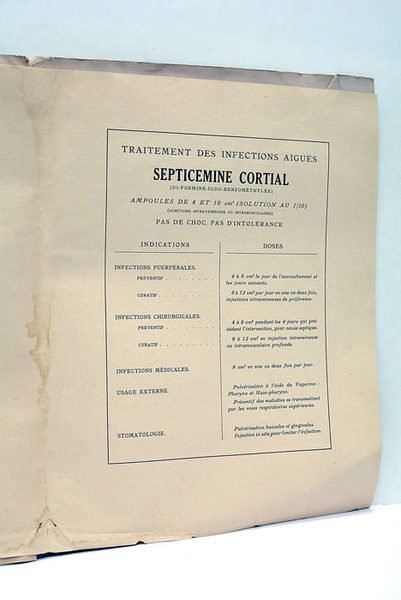 TRAITEMENT DES INFECTIONS AIGUËS
SEPTICEMINE CORTIAL
(DI-FORMINE-IODO-BENZOMÉTHYLÉE)
AMPOULES DE 4 ET 10 cm³ (SOLUTION AU 1/10)
(INJECTIONS INTRAVEINEUSES OU INTRAMUSCULAIRES)
PAS DE CHOC, PAS D'INTOLÉRANCE
INDICATIONS
DOSES
INFECTIONS PUERPÉRALES.
PRÉVENTIF . . . . . . . . . .
4 à 8 cm³ le jour de l'accouchement et
les jours suivants.
CURATIF . . . . . . . . . .
8 à 12 cm³ par jour en une ou deux fois,
injections intraveineuses de préférence.
INFECTIONS CHIRURGICALES.
PRÉVENTIF . . . . . . . . . .
4 à 8 cm³ pendant les 4 jours qui pré-
cèdent l'intervention, pour nause septique.
CURATIF . . . . . . . . . .
8 à 12 cm³ en injection intraveineuse
ou intramusculaire profonde.
INFECTIONS MÉDICALES.
8 cm³ en une ou deux fois par jour.
USAGE EXTERNE.
Pulvérisation à l'aide du Vaporino :
Pharynx et Naso-pharynx.
Préventif des maladies se transmettant
par les voies respiratoires supérieures.
STOMATOLOGIE.
Pulvérisation buccales et gingivales.
Injection in situ pour limiter l'infection.